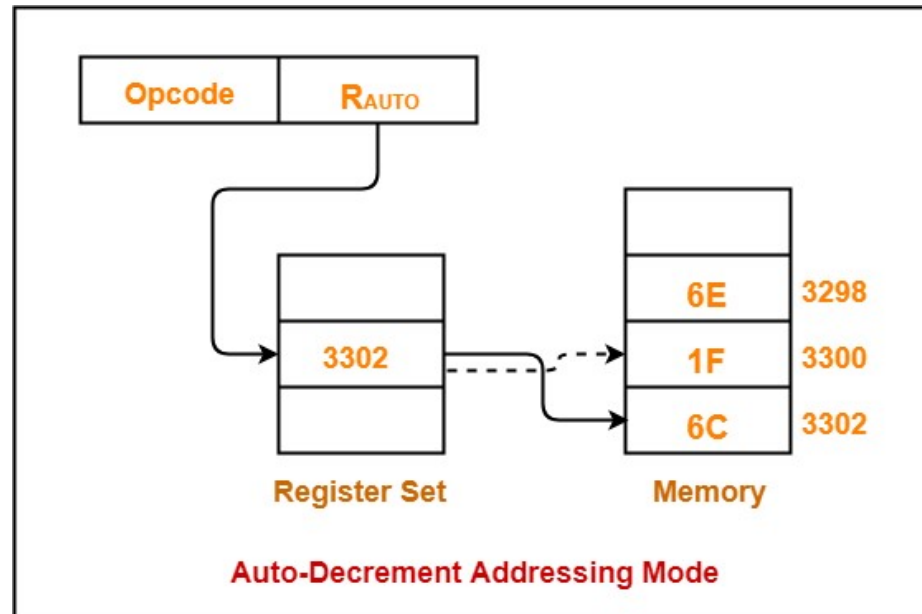 Opcode RAUTO
6E 3298
3302 1F 3300
6C 3302
Register Set Memory
Auto-Decrement Addressing Mode